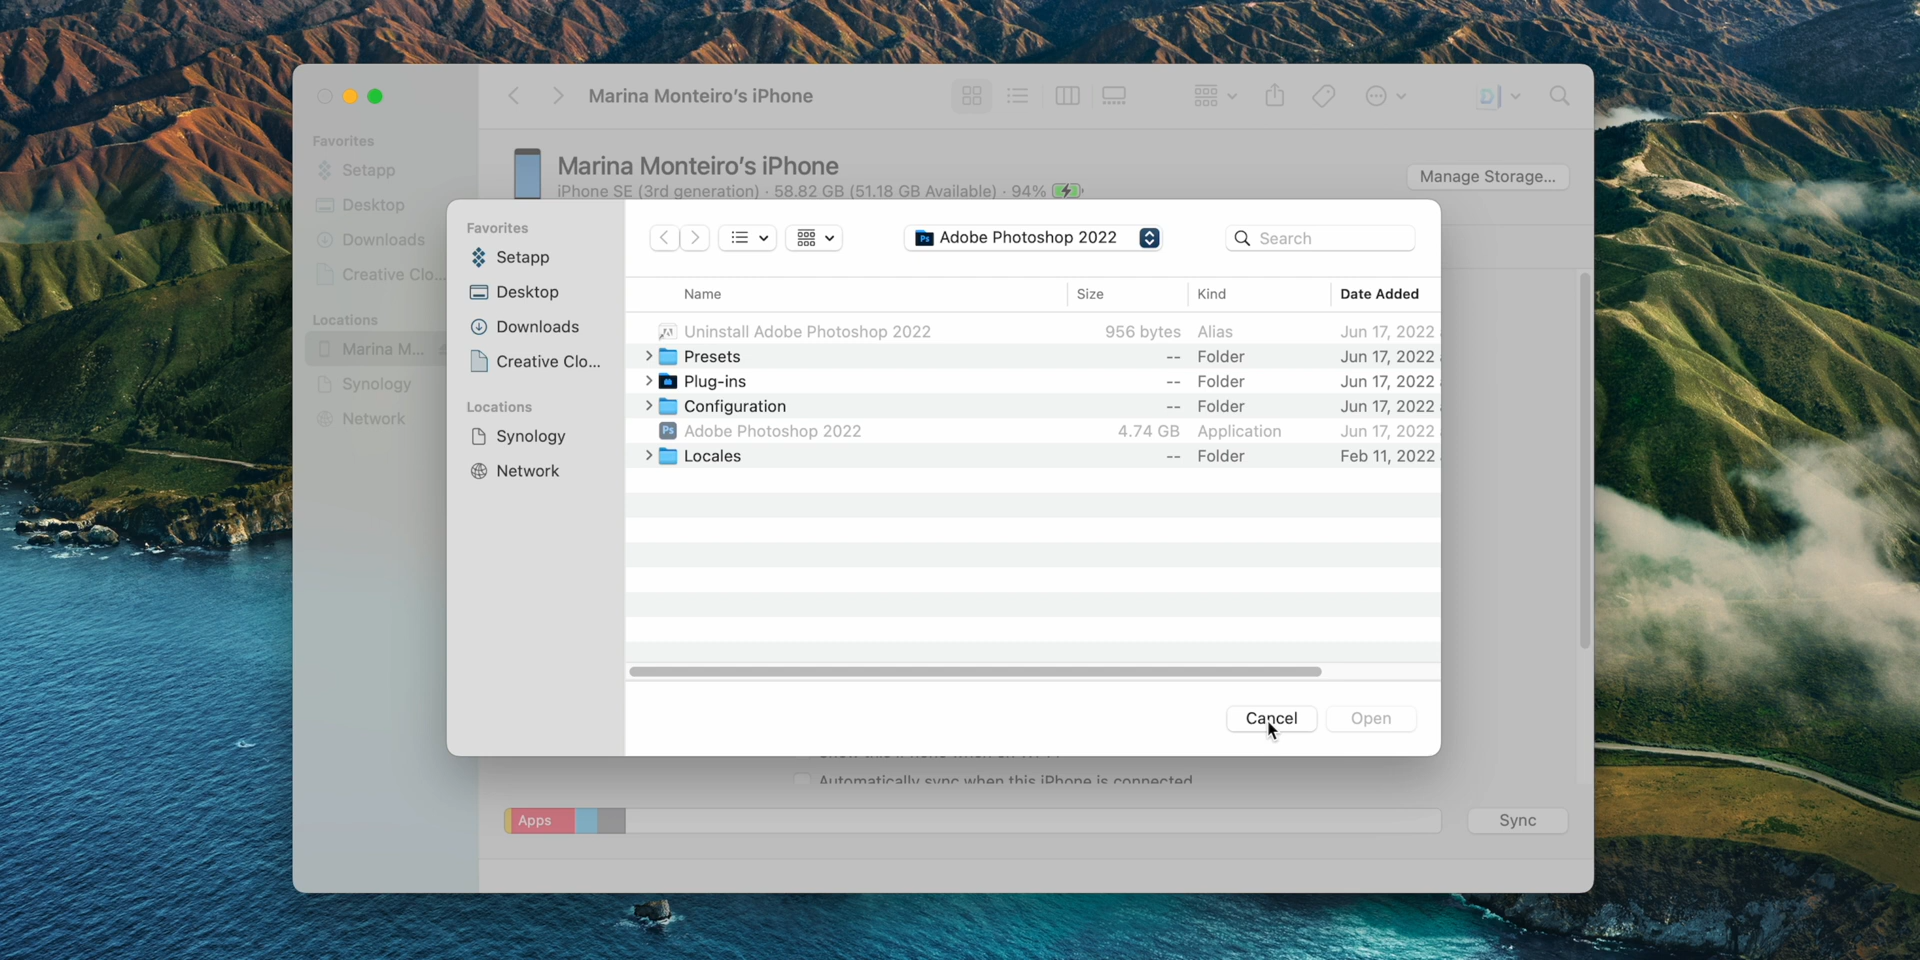 Marina Monteiro's iPhone
Favorites
Setapp
Desktop
Downloads
Creative Clo...
Locations
Marina M...
Synology
Network
Marina Monteiro's iPhone
iPhone SE (3rd generation) · 58.82 GB (51.18 GB Available) · 94%
Manage Storage...
Favorites
Setapp
Desktop
Downloads
Creative Clo...
Locations
Synology
Network
Ps Adobe Photoshop 2022
Search
Name Size Kind Date Added
Uninstall Adobe Photoshop 2022 956 bytes Alias Jun 17, 2022
Presets -- Folder Jun 17, 2022
Plug-ins -- Folder Jun 17, 2022
Configuration -- Folder Jun 17, 2022
Ps Adobe Photoshop 2022 4.74 GB Application Jun 17, 2022
Locales -- Folder Feb 11, 2022
Cancel Open
Automatically sync when this iPhone is connected
Apps
Sync